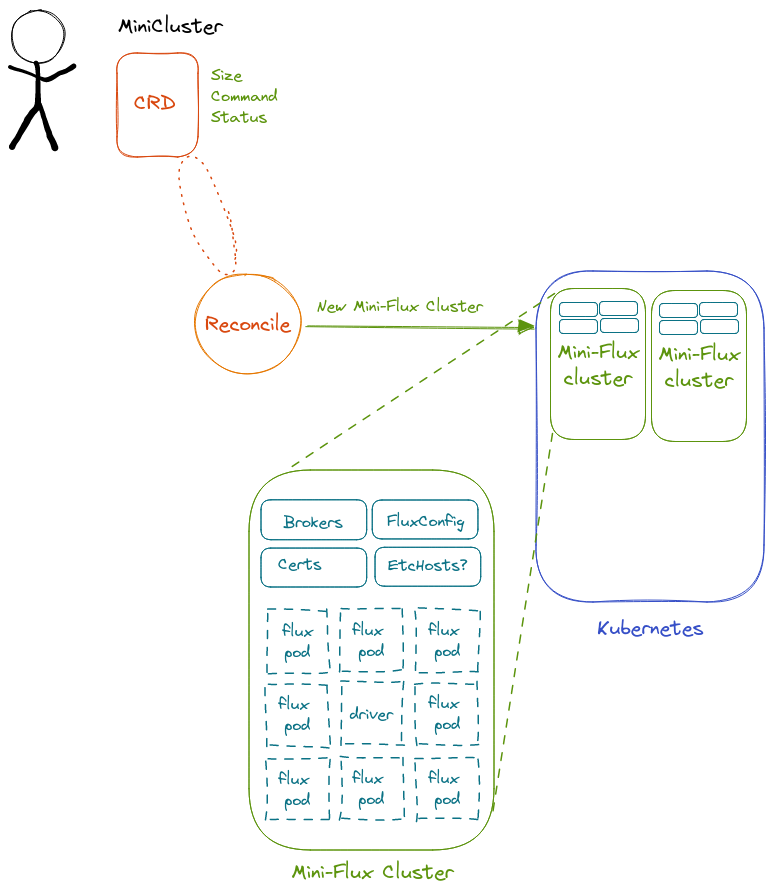 MiniCluster
CRD
Size
Command
Status
Reconcile
New Mini-Flux Cluster
Mini-Flux
cluster
Mini-Flux
cluster
Kubernetes
Brokers
FluxConfig
Certs
EtcHosts?
flux
pod
flux
pod
flux
pod
flux
pod
driver
flux
pod
flux
pod
flux
pod
flux
pod
Mini-Flux Cluster